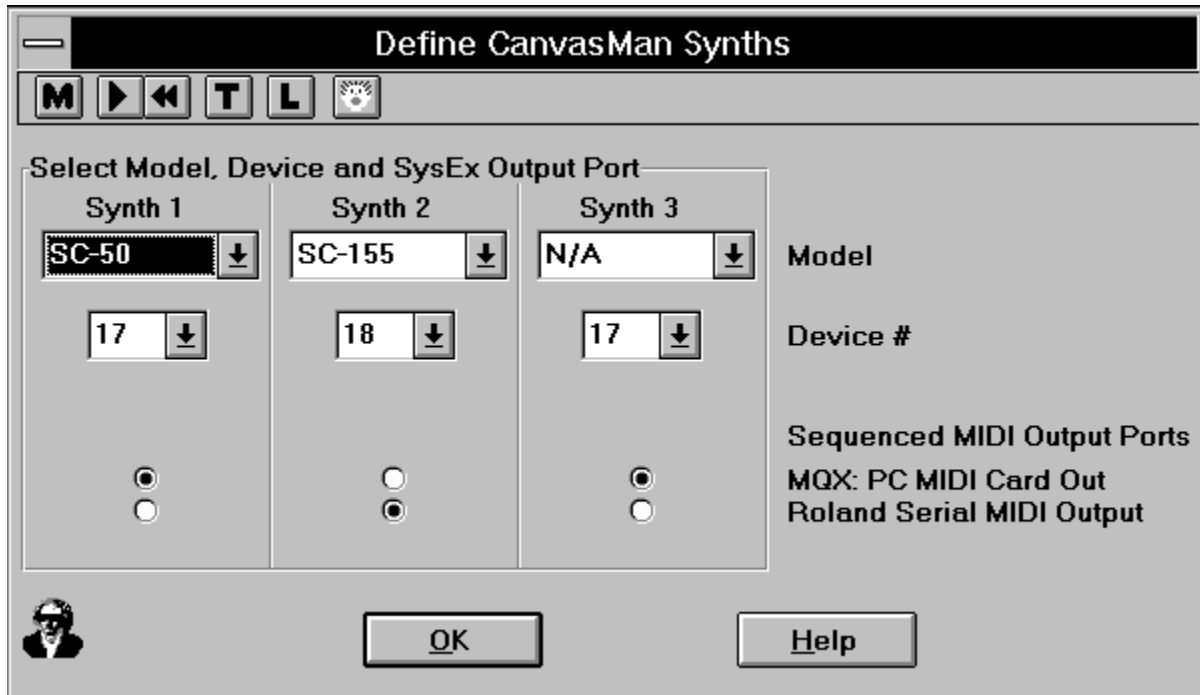 Define CanvasMan Synths
M T L
Select Model, Device and SysEx Output Port
Synth 1 Synth 2 Synth 3
SC-50 SC-155 N/A Model
17 18 17 Device #
Sequenced MIDI Output Ports
MQX: PC MIDI Card Out
Roland Serial MIDI Output
OK Help